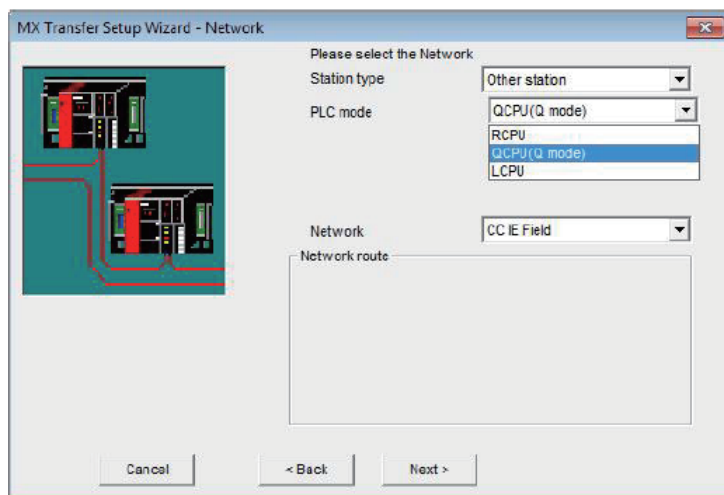 MX Transfer Setup Wizard - Network
Please select the Network
Station type Other station
PLC mode QCPU(Q mode)
RCPU
QCPU(Q mode)
LCPU
Network CC IE Field
Network route
Cancel < Back Next >